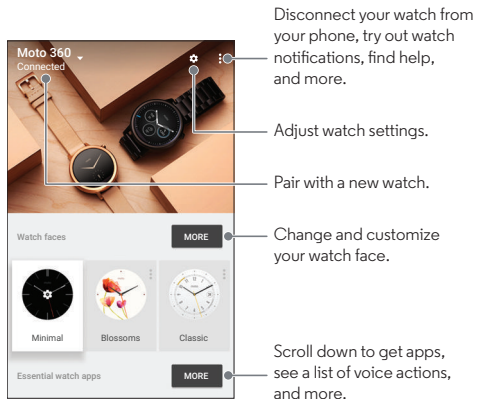 Disconnect your watch from
your phone, try out watch
notifications, find help,
and more.
Moto 360
Connected
Adjust watch settings.
Pair with a new watch.
Watch faces
MORE
Change and customize
your watch face.
Minimal
Blossoms
Classic
Essential watch apps
MORE
Scroll down to get apps,
see a list of voice actions,
and more.